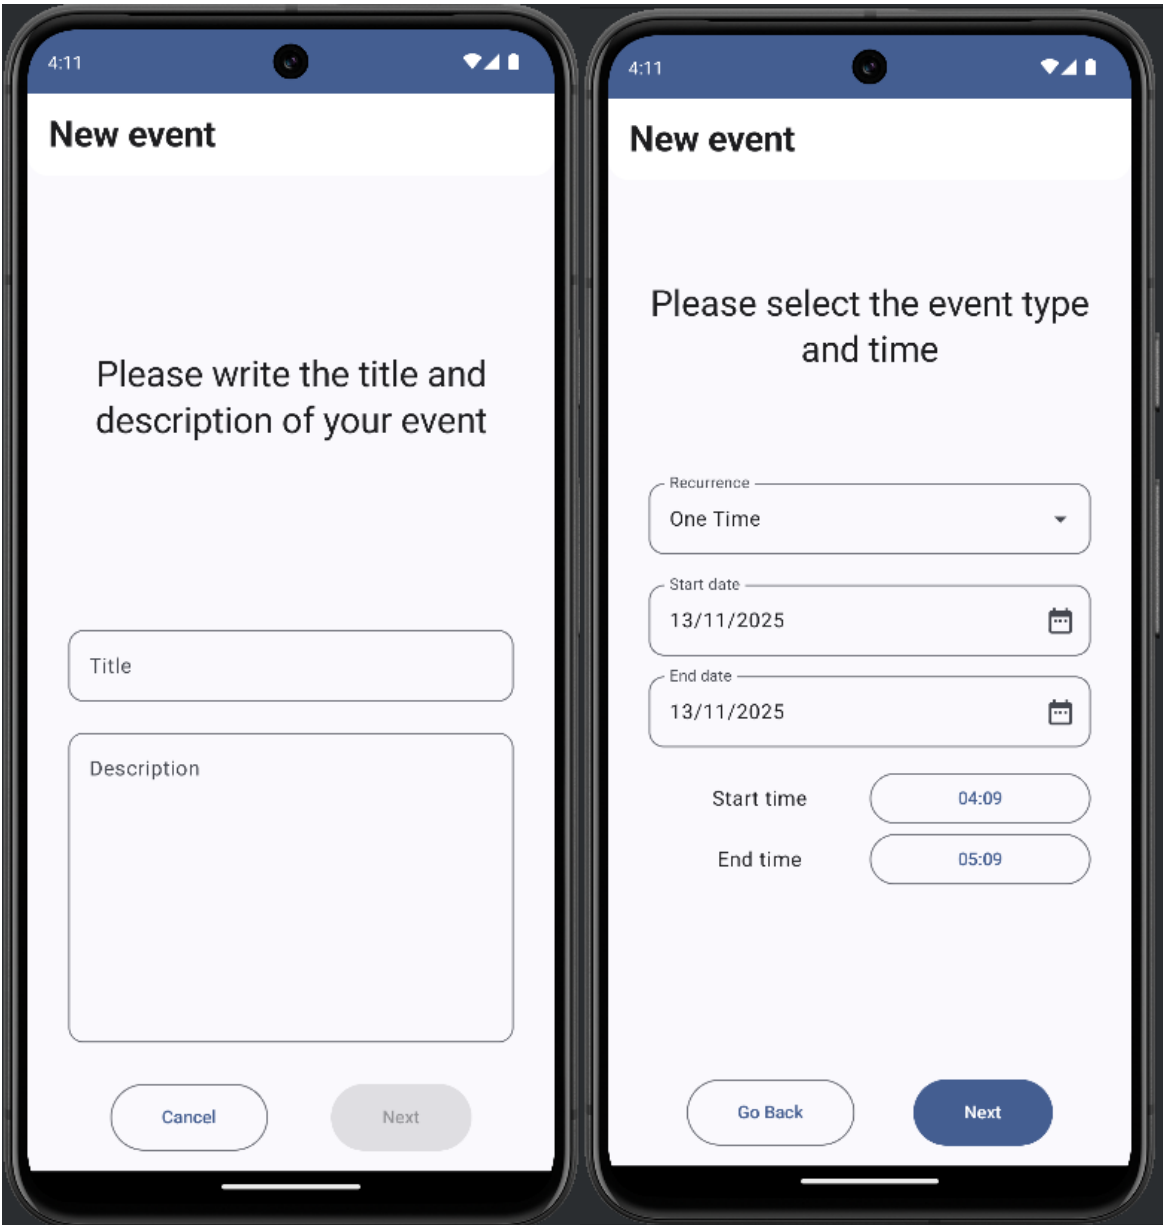 4:11
New event
Please write the title and
description of your event
Title
Description
Cancel
Next
4:11
New event
Please select the event type
and time
Recurrence
One Time
Start date
13/11/2025
End date
13/11/2025
Start time
04:09
End time
05:09
Go Back
Next